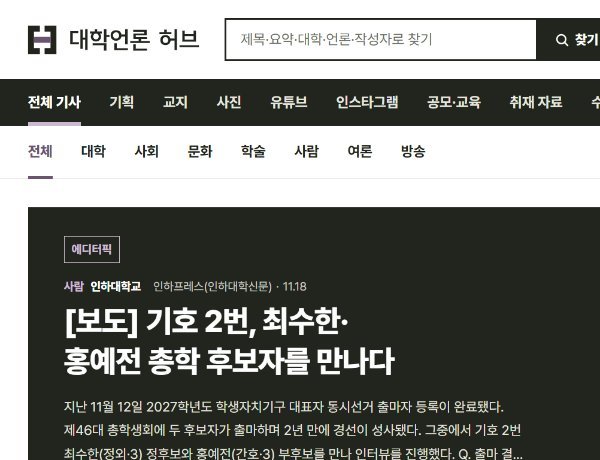 대학언론 허브
제목·요약·대학·언론·작성자로 찾기
찾기
전체 기사 기획 교지 사진 유튜브 인스타그램 공모·교육 취재 자료 수
전체 대학 사회 문화 학술 사람 여론 방송
에디터픽
사람 인하대학교 인하프레스(인하대학신문) · 11.18
[보도] 기호 2번, 최수한·
홍예전 총학 후보자를 만나다
지난 11월 12일 2027학년도 학생자치기구 대표자 동시선거 출마자 등록이 완료됐다.
제46대 총학생회에 두 후보자가 출마하며 2년 만에 경선이 성사됐다. 그중에서 기호 2번
최수한(정외·3) 정후보와 홍예전(간호·3) 부후보를 만나 인터뷰를 진행했다. Q. 출마 결...